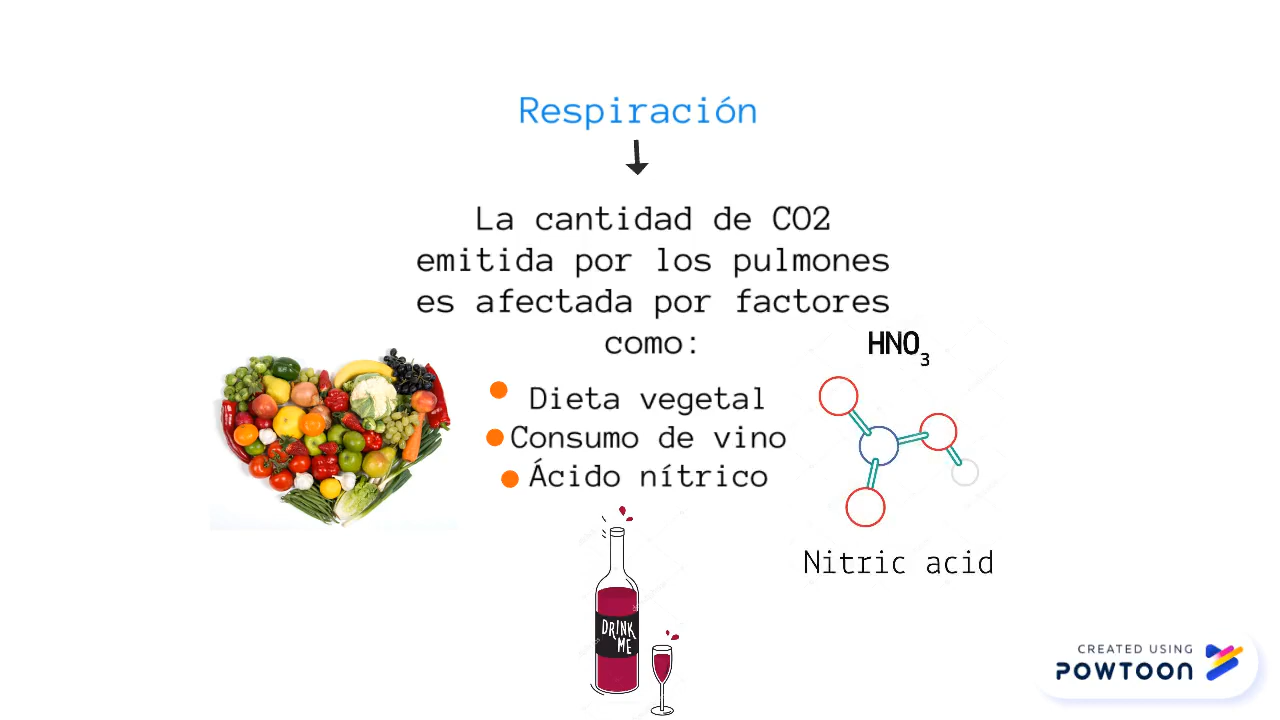 Respiración
La cantidad de CO2
emitida por los pulmones
es afectada por factores
como:
HNO₃
Dieta vegetal
Consumo de vino
Ácido nítrico
Nitric acid
DRINK
ME
CREATED USING
POWTOON